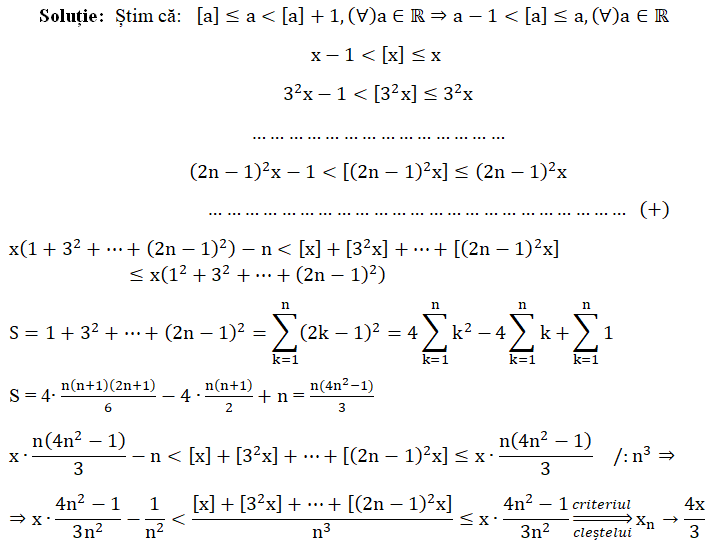 Soluție: Știm că: [a] ≤ a < [a] + 1, (∀)a ∈ ℝ ⇒ a − 1 < [a] ≤ a, (∀)a ∈ ℝ
x − 1 < [x] ≤ x
3²x − 1 < [3²x] ≤ 3²x
… … … … … … … … … … … … … …
(2n − 1)²x − 1 < [(2n − 1)²x] ≤ (2n − 1)²x
… … … … … … … … … … … … … … … … … … … … … … … (+)
x(1 + 3² + ⋯ + (2n − 1)²) − n < [x] + [3²x] + ⋯ + [(2n − 1)²x]
≤ x(1² + 3² + ⋯ + (2n − 1)²)
S = 1 + 3² + ⋯ + (2n − 1)² = ∑_{k=1}^{n} (2k − 1)² = 4 ∑_{k=1}^{n} k² − 4 ∑_{k=1}^{n} k + ∑_{k=1}^{n} 1
S = 4· n(n+1)(2n+1)/6 − 4 · n(n+1)/2 + n = n(4n²−1)/3
x · n(4n² − 1)/3 − n < [x] + [3²x] + ⋯ + [(2n − 1)²x] ≤ x · n(4n² − 1)/3 /: n³ ⇒
⇒ x · (4n² − 1)/3n² − 1/n² < ([x] + [3²x] + ⋯ + [(2n − 1)²x])/n³ ≤ x · (4n² − 1)/3n² criteriul ⇒ cleștelui xₙ → 4x/3